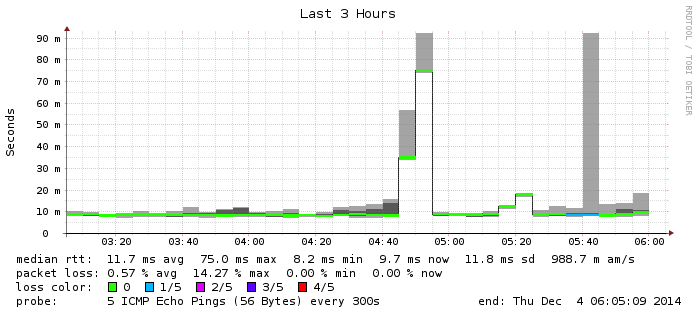 Last 3 Hours
RRDTOOL / TOBI OETIKER
Seconds
90 m
80 m
70 m
60 m
50 m
40 m
30 m
20 m
10 m
0
03:20 03:40 04:00 04:20 04:40 05:00 05:20 05:40 06:00
median rtt: 11.7 ms avg 75.0 ms max 8.2 ms min 9.7 ms now 11.8 ms sd 988.7 m am/s
packet loss: 0.57 % avg 14.27 % max 0.00 % min 0.00 % now
loss color: 0 1/5 2/5 3/5 4/5
probe: 5 ICMP Echo Pings (56 Bytes) every 300s end: Thu Dec 4 06:05:09 2014